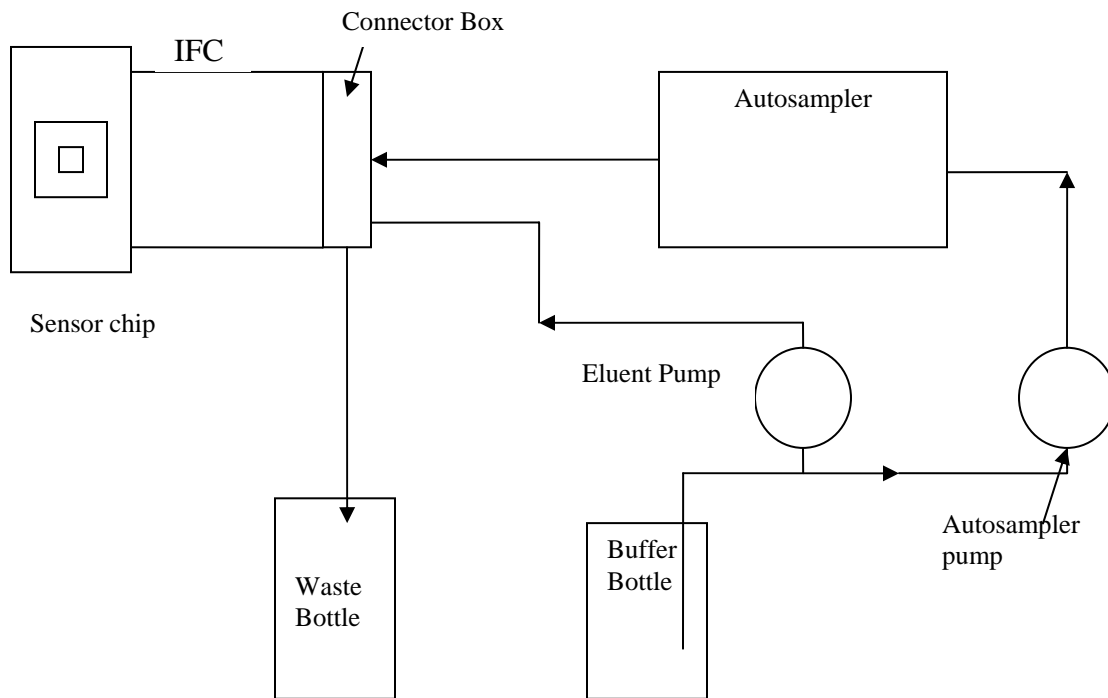 Connector Box
IFC
Autosampler
Sensor chip
Eluent Pump
Autosampler
pump
Buffer
Bottle
Waste
Bottle